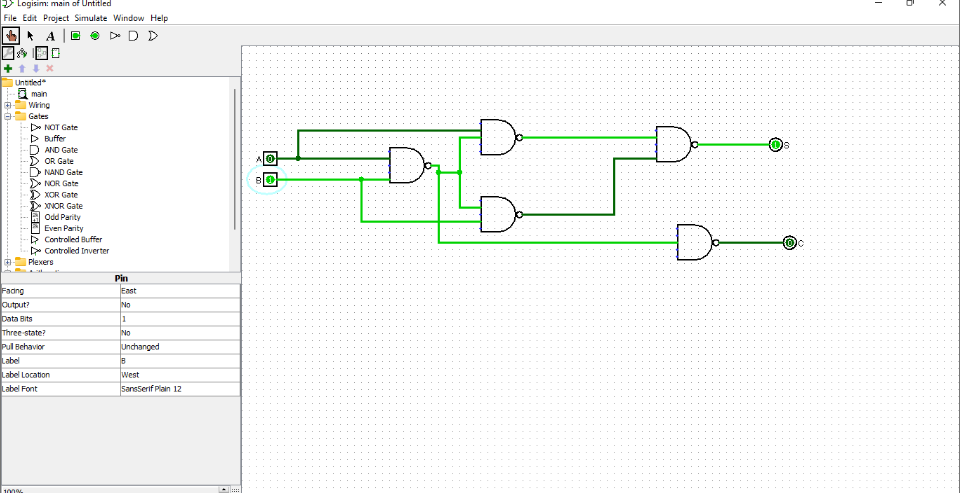 Logisim: main of Untitled
File Edit Project Simulate Window Help
A
Untitled*
main
Wiring
Gates
NOT Gate
Buffer
AND Gate
OR Gate
NAND Gate
NOR Gate
XOR Gate
XNOR Gate
Odd Parity
Even Parity
Controlled Buffer
Controlled Inverter
Plexers
Pin
Facing East
Output? No
Data Bits 1
Three-state? No
Pull Behavior Unchanged
Label B
Label Location West
Label Font SansSerif Plain 12
100%
A 0
B 1
1 S
0 C